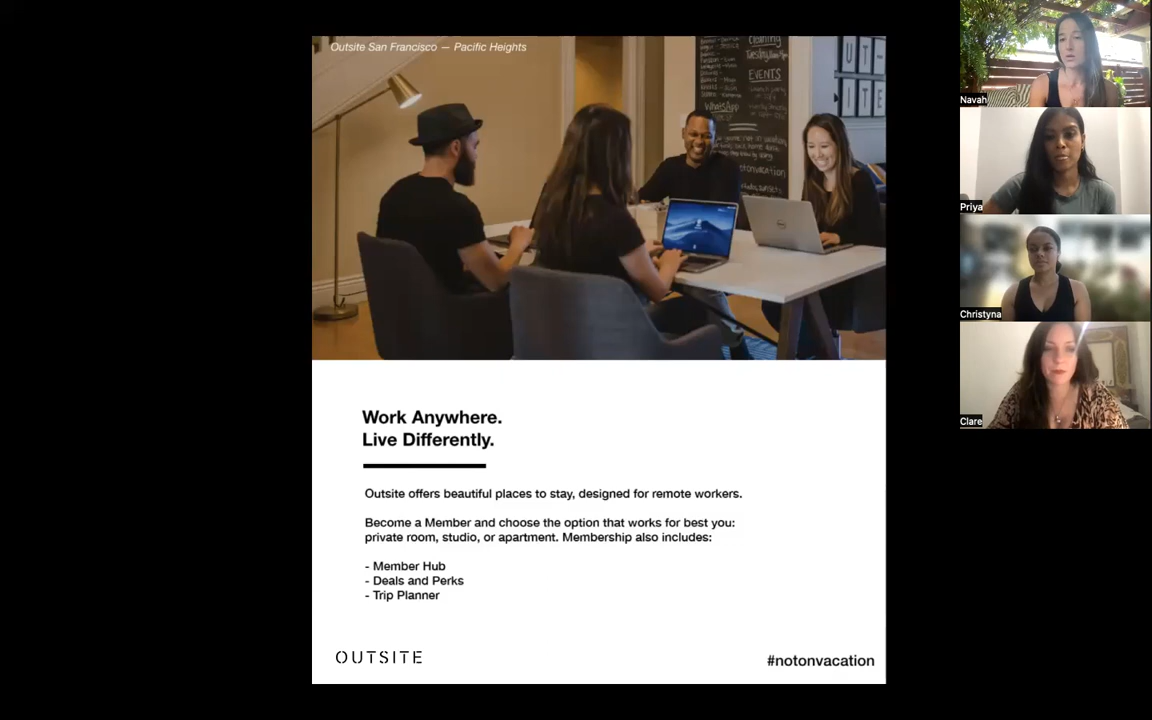 Outsite San Francisco — Pacific Heights
cleaning
EVENTS
WhatsApp
Navah
Priya
Christyna
Clare
Work Anywhere.
Live Differently.
Outsite offers beautiful places to stay, designed for remote workers.
Become a Member and choose the option that works for best you:
private room, studio, or apartment. Membership also includes:
- Member Hub
- Deals and Perks
- Trip Planner
OUTSITE
#notonvacation